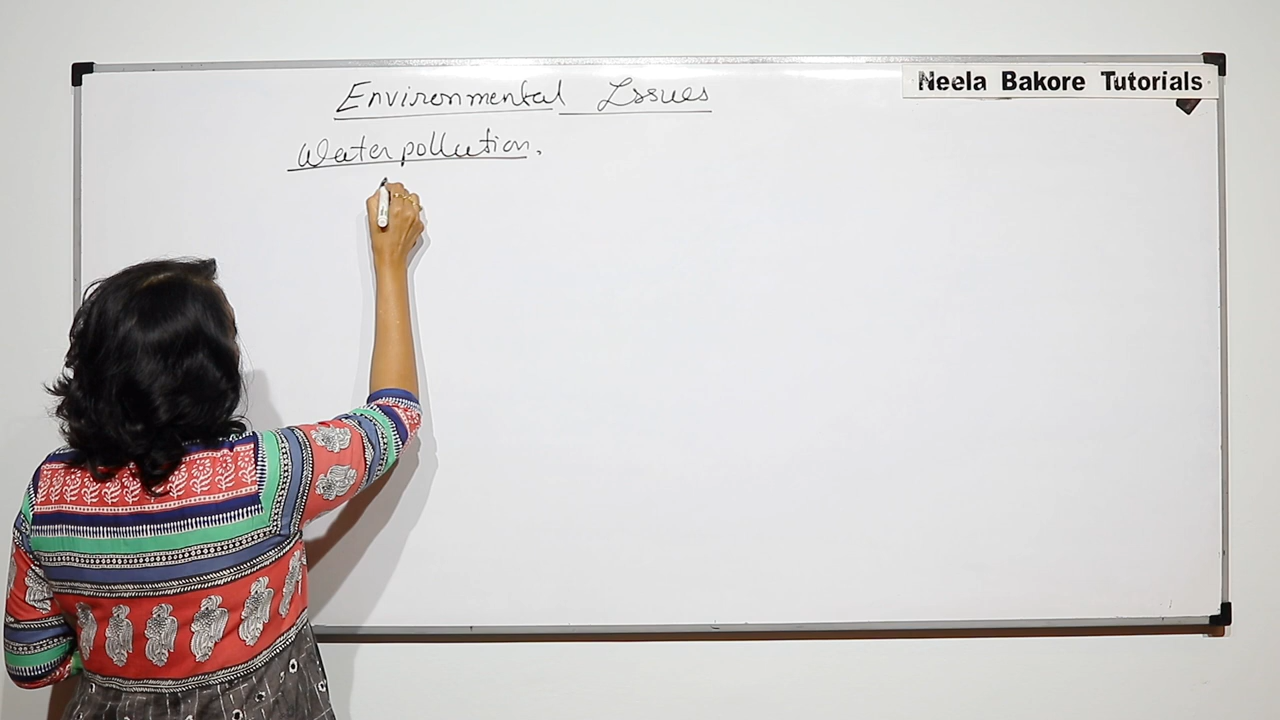 Environmental Issues
Neela Bakore Tutorials
Water pollution.